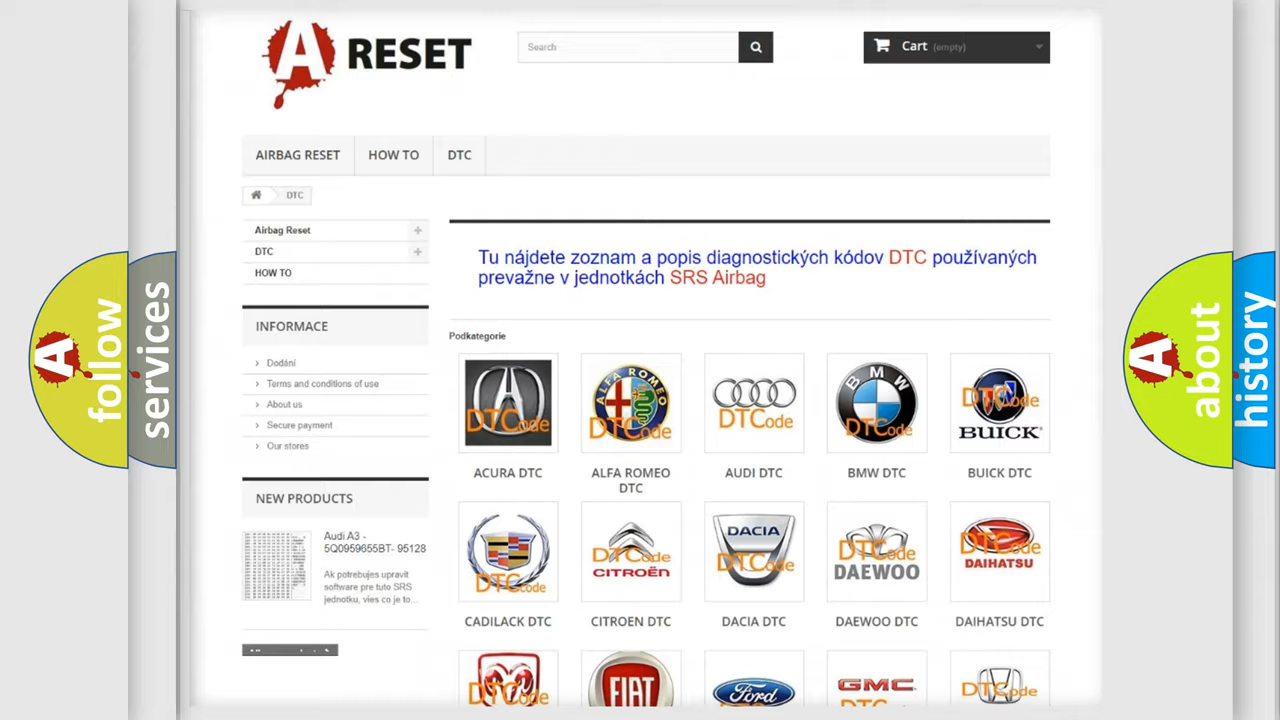 A RESET
Search
Cart (empty)
AIRBAG RESET
HOW TO
DTC
DTC
Airbag Reset
DTC
HOW TO
Tu nájdete zoznam a popis diagnostických kódov DTC používaných
prevažne v jednotkách SRS Airbag
INFORMACE
Dodání
Terms and conditions of use
About us
Secure payment
Our stores
NEW PRODUCTS
Audi A3 -
5Q0959655BT- 95128
Ak potrebujes upravit
software pre tuto SRS
jednotku, vies co je to...
Podkategorie
DTCode
ALFA ROMEO
DTCode
DTCode
BMW
DTCode
DTCode
BUICK
ACURA DTC
ALFA ROMEO
DTC
AUDI DTC
BMW DTC
BUICK DTC
DTCode
DTCode
CITROËN
DACIA
DTCode
DTCode
DAEWOO
DTCode
DAIHATSU
CADILACK DTC
CITROEN DTC
DACIA DTC
DAEWOO DTC
DAIHATSU DTC
DTCode
FIAT
Ford
GMC
DTCode
A
follow
services
A
about
history